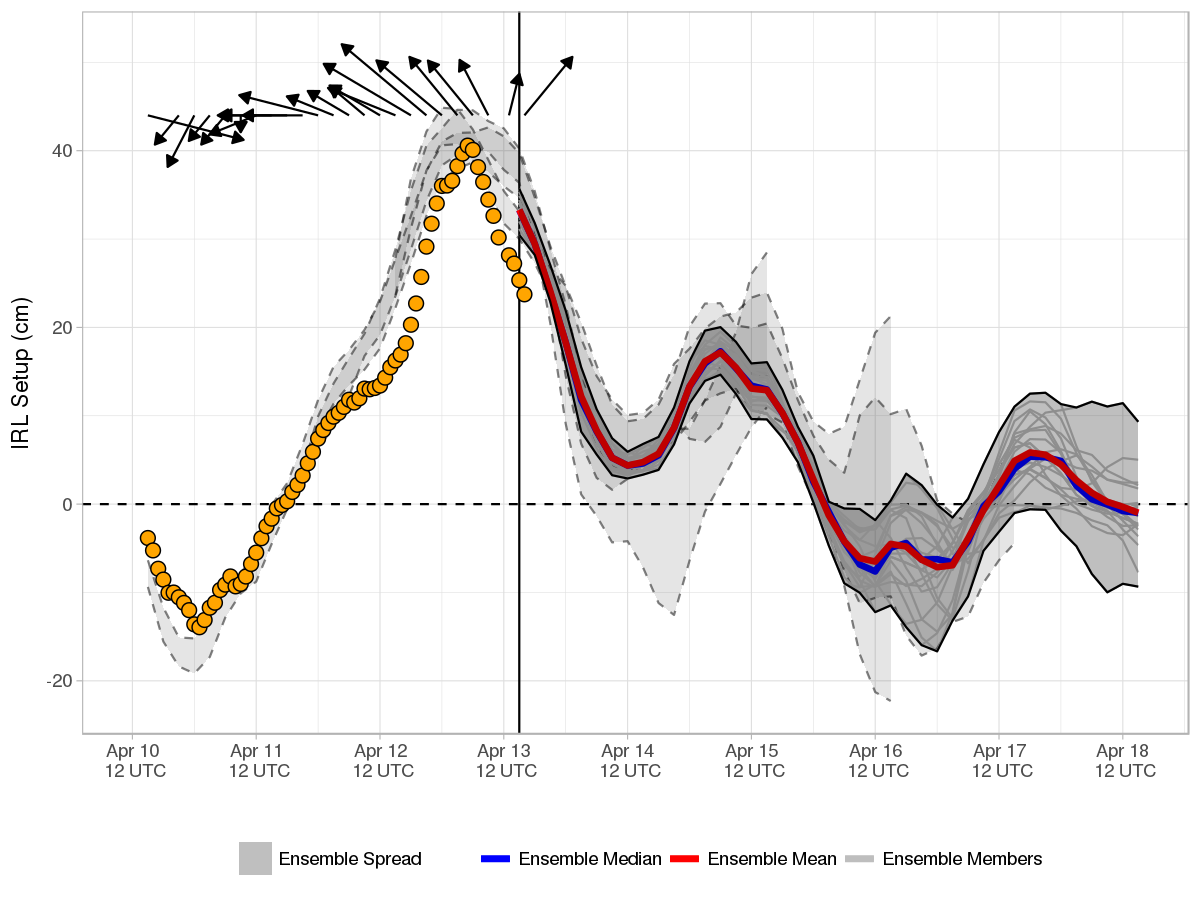 IRL Setup (cm)
40
20
0
-20
Apr 10
12 UTC
Apr 11
12 UTC
Apr 12
12 UTC
Apr 13
12 UTC
Apr 14
12 UTC
Apr 15
12 UTC
Apr 16
12 UTC
Apr 17
12 UTC
Apr 18
12 UTC
Ensemble Spread
Ensemble Median
Ensemble Mean
Ensemble Members